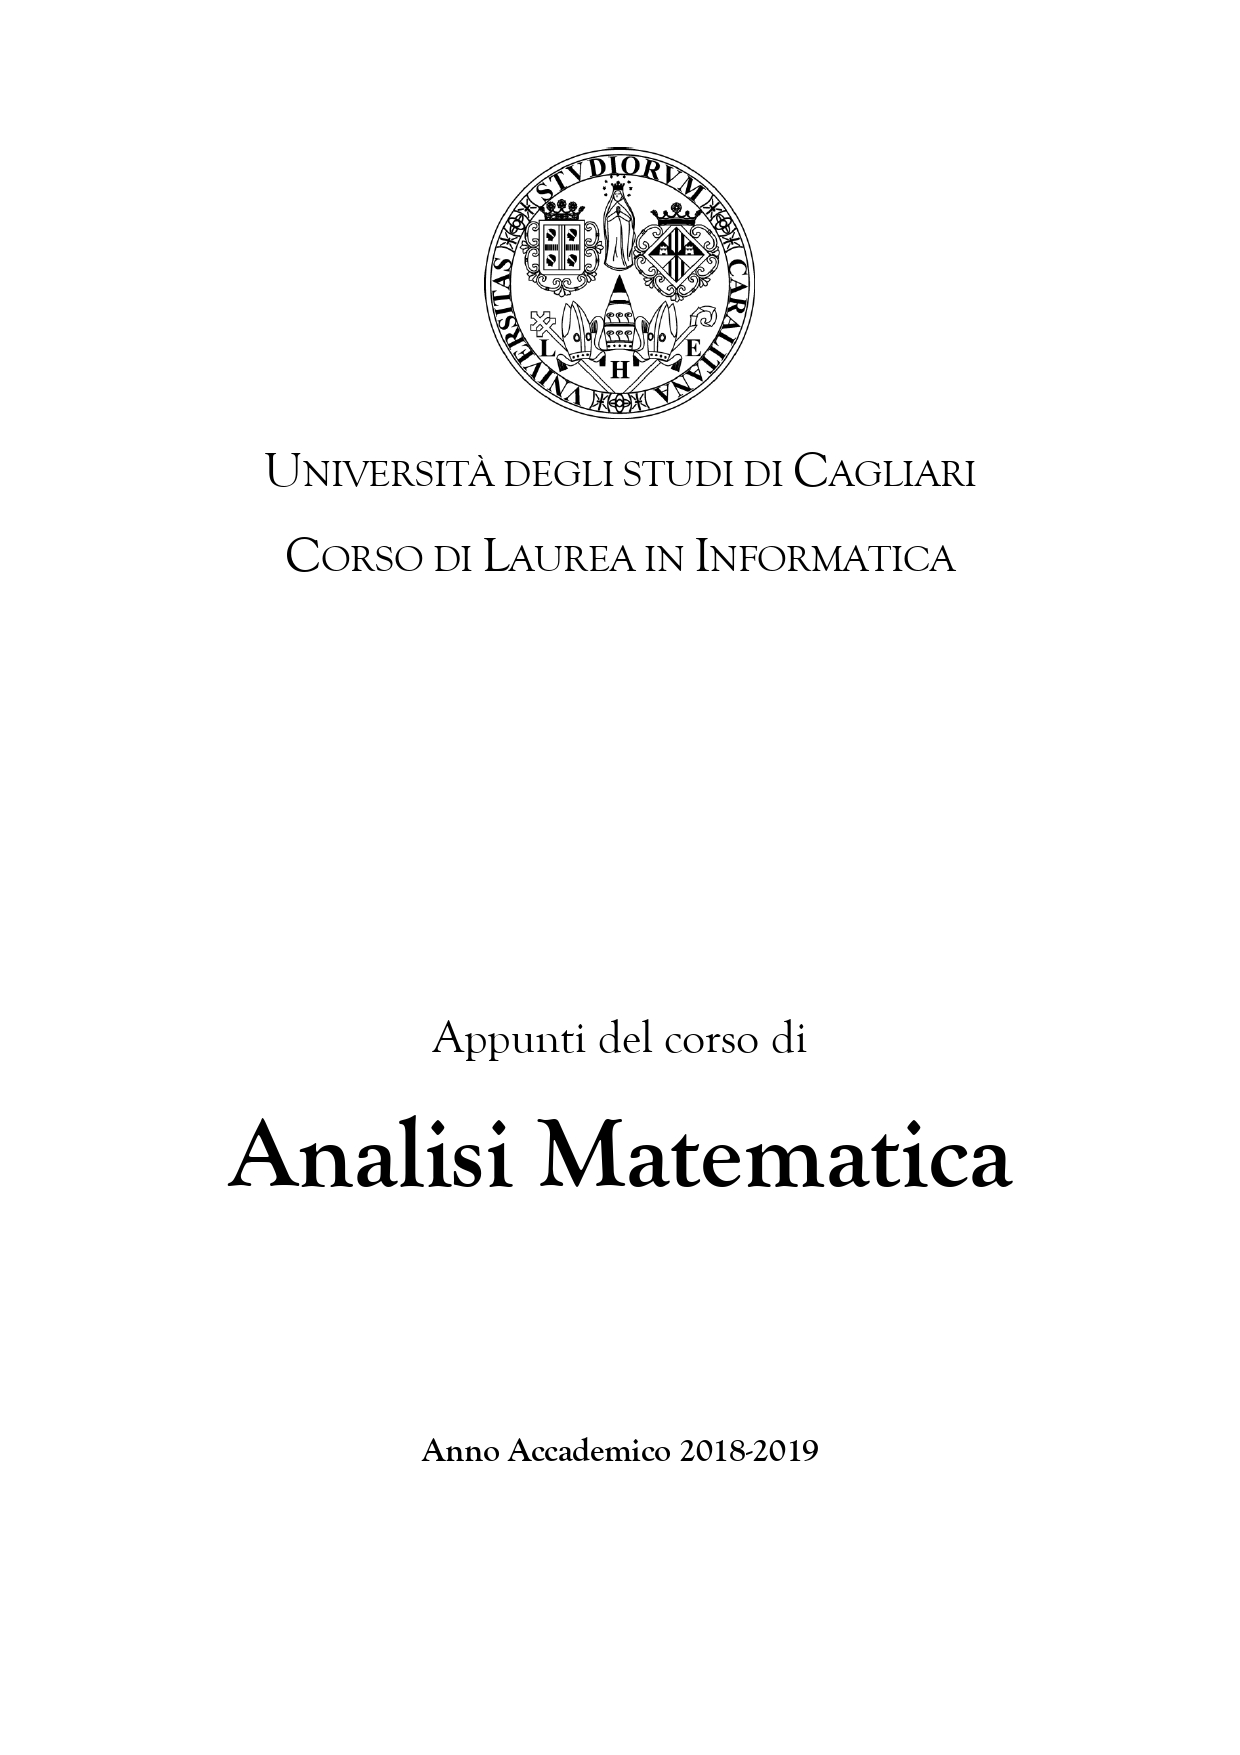 VNIVERSITAS STVDIORVM CARALITANA
L H E
UNIVERSITÀ DEGLI STUDI DI CAGLIARI
CORSO DI LAUREA IN INFORMATICA
Appunti del corso di
Analisi Matematica
Anno Accademico 2018-2019